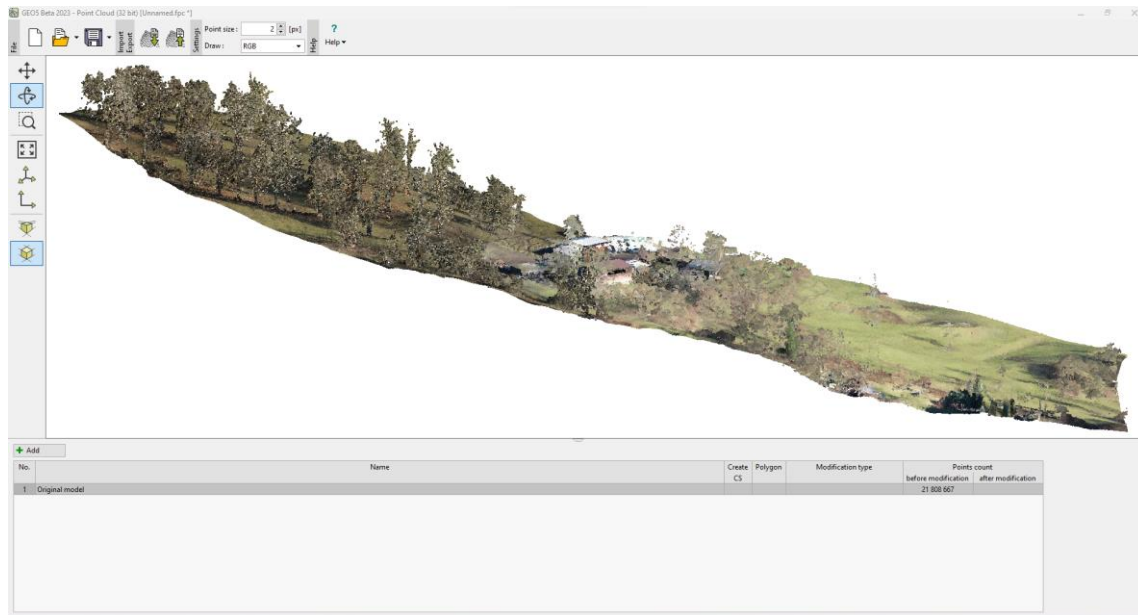 GEO5 Beta 2023 - Point Cloud (32 bit) [Unnamed.fpc *]
File
Import
Export
Settings
Point size : 2 [px]
Draw : RGB
Help
?
Help
+ Add
No. Name Create Polygon Modification type Points count
CS before modification after modification
1 Original model 21 808 667